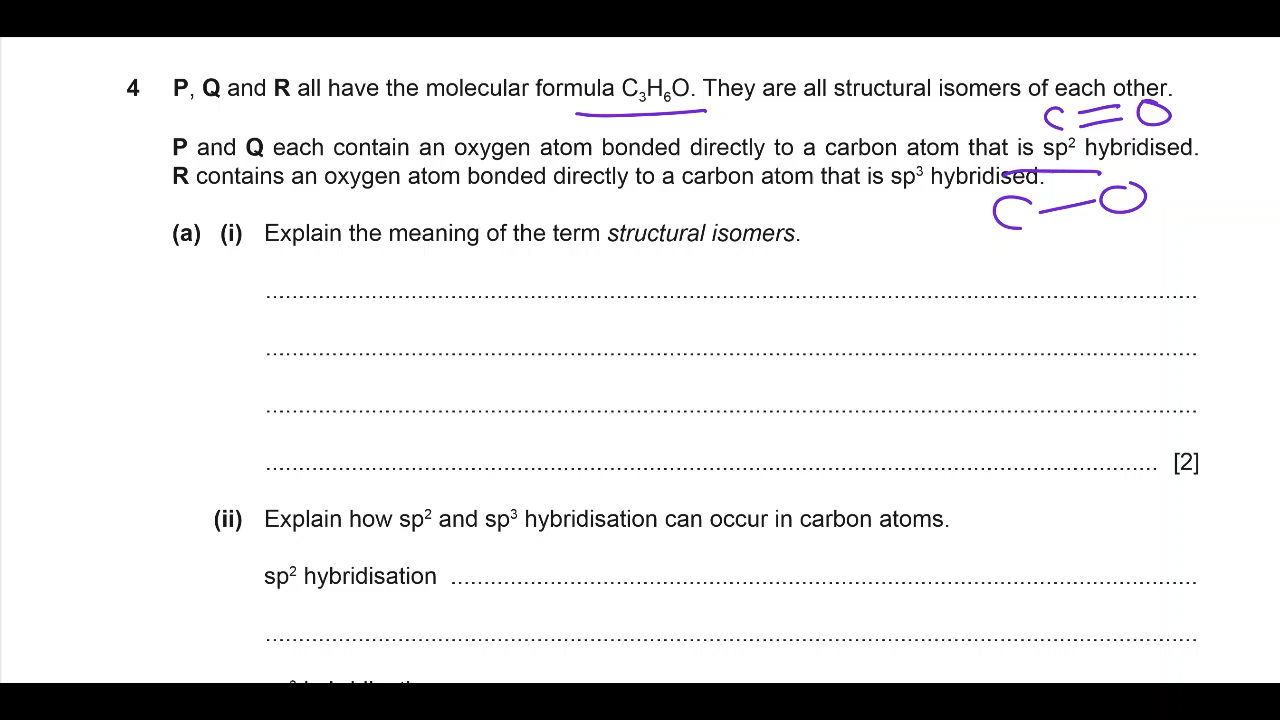 4 P, Q and R all have the molecular formula C₃H₆O. They are all structural isomers of each other.
C=O
P and Q each contain an oxygen atom bonded directly to a carbon atom that is sp² hybridised.
R contains an oxygen atom bonded directly to a carbon atom that is sp³ hybridised.
C–O
(a) (i) Explain the meaning of the term structural isomers.
[2]
(ii) Explain how sp² and sp³ hybridisation can occur in carbon atoms.
sp² hybridisation